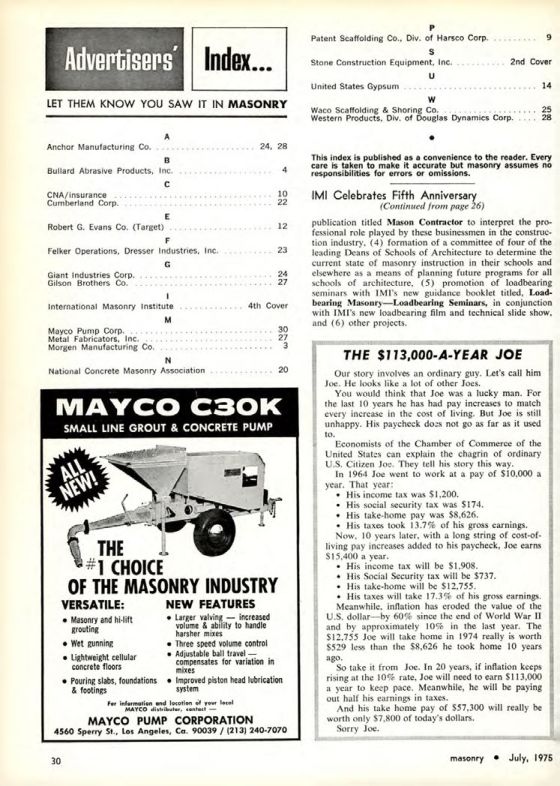 Advertisers' Index...
LET THEM KNOW YOU SAW IT IN MASONRY
A
Anchor Manufacturing Co. . . . . . . . . . . . . . . . . . . . 24, 28
B
Bullard Abrasive Products, Inc. . . . . . . . . . . . . . . . . . 4
C
CNA/insurance . . . . . . . . . . . . . . . . . . . . . . . . . . 10
Cumberland Corp. . . . . . . . . . . . . . . . . . . . . . . . . 22
E
Robert G. Evans Co. (Target) . . . . . . . . . . . . . . . . . 12
F
Felker Operations, Dresser Industries, Inc. . . . . . . . . . 23
G
Giant Industries Corp. . . . . . . . . . . . . . . . . . . . . . 24
Gilson Brothers Co. . . . . . . . . . . . . . . . . . . . . . . 27
I
International Masonry Institute . . . . . . . . . . . . 4th Cover
M
Mayco Pump Corp. . . . . . . . . . . . . . . . . . . . . . . . 30
Metal Fabricators, Inc. . . . . . . . . . . . . . . . . . . . . 27
Morgen Manufacturing Co. . . . . . . . . . . . . . . . . . . . 3
N
National Concrete Masonry Association . . . . . . . . . . . 20
MAYCO C30K
SMALL LINE GROUT & CONCRETE PUMP
ALL
NEW!
THE
#1 CHOICE
OF THE MASONRY INDUSTRY
VERSATILE:
• Masonry and hi-lift
grouting
• Wet gunning
• Lightweight cellular
concrete floors
• Pouring slabs, foundations
& footings
NEW FEATURES
• Larger valving — increased
volume & ability to handle
harsher mixes
• Three speed volume control
• Adjustable ball travel —
compensates for variation in
mixes
• Improved piston head lubrication
system
For information and location of your local
MAYCO distributor, contact —
MAYCO PUMP CORPORATION
4560 Sperry St., Los Angeles, Ca. 90039 / (213) 240-7070
P
Patent Scaffolding Co., Div. of Harsco Corp. . . . . . . . . . 9
S
Stone Construction Equipment, Inc. . . . . . . . . . 2nd Cover
U
United States Gypsum . . . . . . . . . . . . . . . . . . . . . 14
W
Waco Scaffolding & Shoring Co. . . . . . . . . . . . . . . . . 25
Western Products, Div. of Douglas Dynamics Corp. . . . . 28
•
This index is published as a convenience to the reader. Every
care is taken to make it accurate but masonry assumes no
responsibilities for errors or omissions.
IMI Celebrates Fifth Anniversary
(Continued from page 26)
publication titled Mason Contractor to interpret the pro-
fessional role played by these businessmen in the construc-
tion industry, (4) formation of a committee of four of the
leading Deans of Schools of Architecture to determine the
current state of masonry instruction in their schools and
elsewhere as a means of planning future programs for all
schools of architecture, (5) promotion of loadbearing
seminars with IMI's new guidance booklet titled, Load-
bearing Masonry—Loadbearing Seminars, in conjunction
with IMI's new loadbearing film and technical slide show,
and (6) other projects.
THE $113,000-A-YEAR JOE
Our story involves an ordinary guy. Let's call him
Joe. He looks like a lot of other Joes.
You would think that Joe was a lucky man. For
the last 10 years he has had pay increases to match
every increase in the cost of living. But Joe is still
unhappy. His paycheck does not go as far as it used
to.
Economists of the Chamber of Commerce of the
United States can explain the chagrin of ordinary
U.S. Citizen Joe. They tell his story this way.
In 1964 Joe went to work at a pay of $10,000 a
year. That year:
• His income tax was $1,200.
• His social security tax was $174.
• His take-home pay was $8,626.
• His taxes took 13.7% of his gross earnings.
Now, 10 years later, with a long string of cost-of-
living pay increases added to his paycheck, Joe earns
$15,400 a year.
• His income tax will be $1,908.
• His Social Security tax will be $737.
• His take-home will be $12,755.
• His taxes will take 17.3% of his gross earnings.
Meanwhile, inflation has eroded the value of the
U.S. dollar—by 60% since the end of World War II
and by approximately 10% in the last year. The
$12,755 Joe will take home in 1974 really is worth
$529 less than the $8,626 he took home 10 years
ago.
So take it from Joe. In 20 years, if inflation keeps
rising at the 10% rate, Joe will need to earn $113,000
a year to keep pace. Meanwhile, he will be paying
out half his earnings in taxes.
And his take home pay of $57,300 will really be
worth only $7,800 of today's dollars.
Sorry Joe.
30
masonry • July, 1975